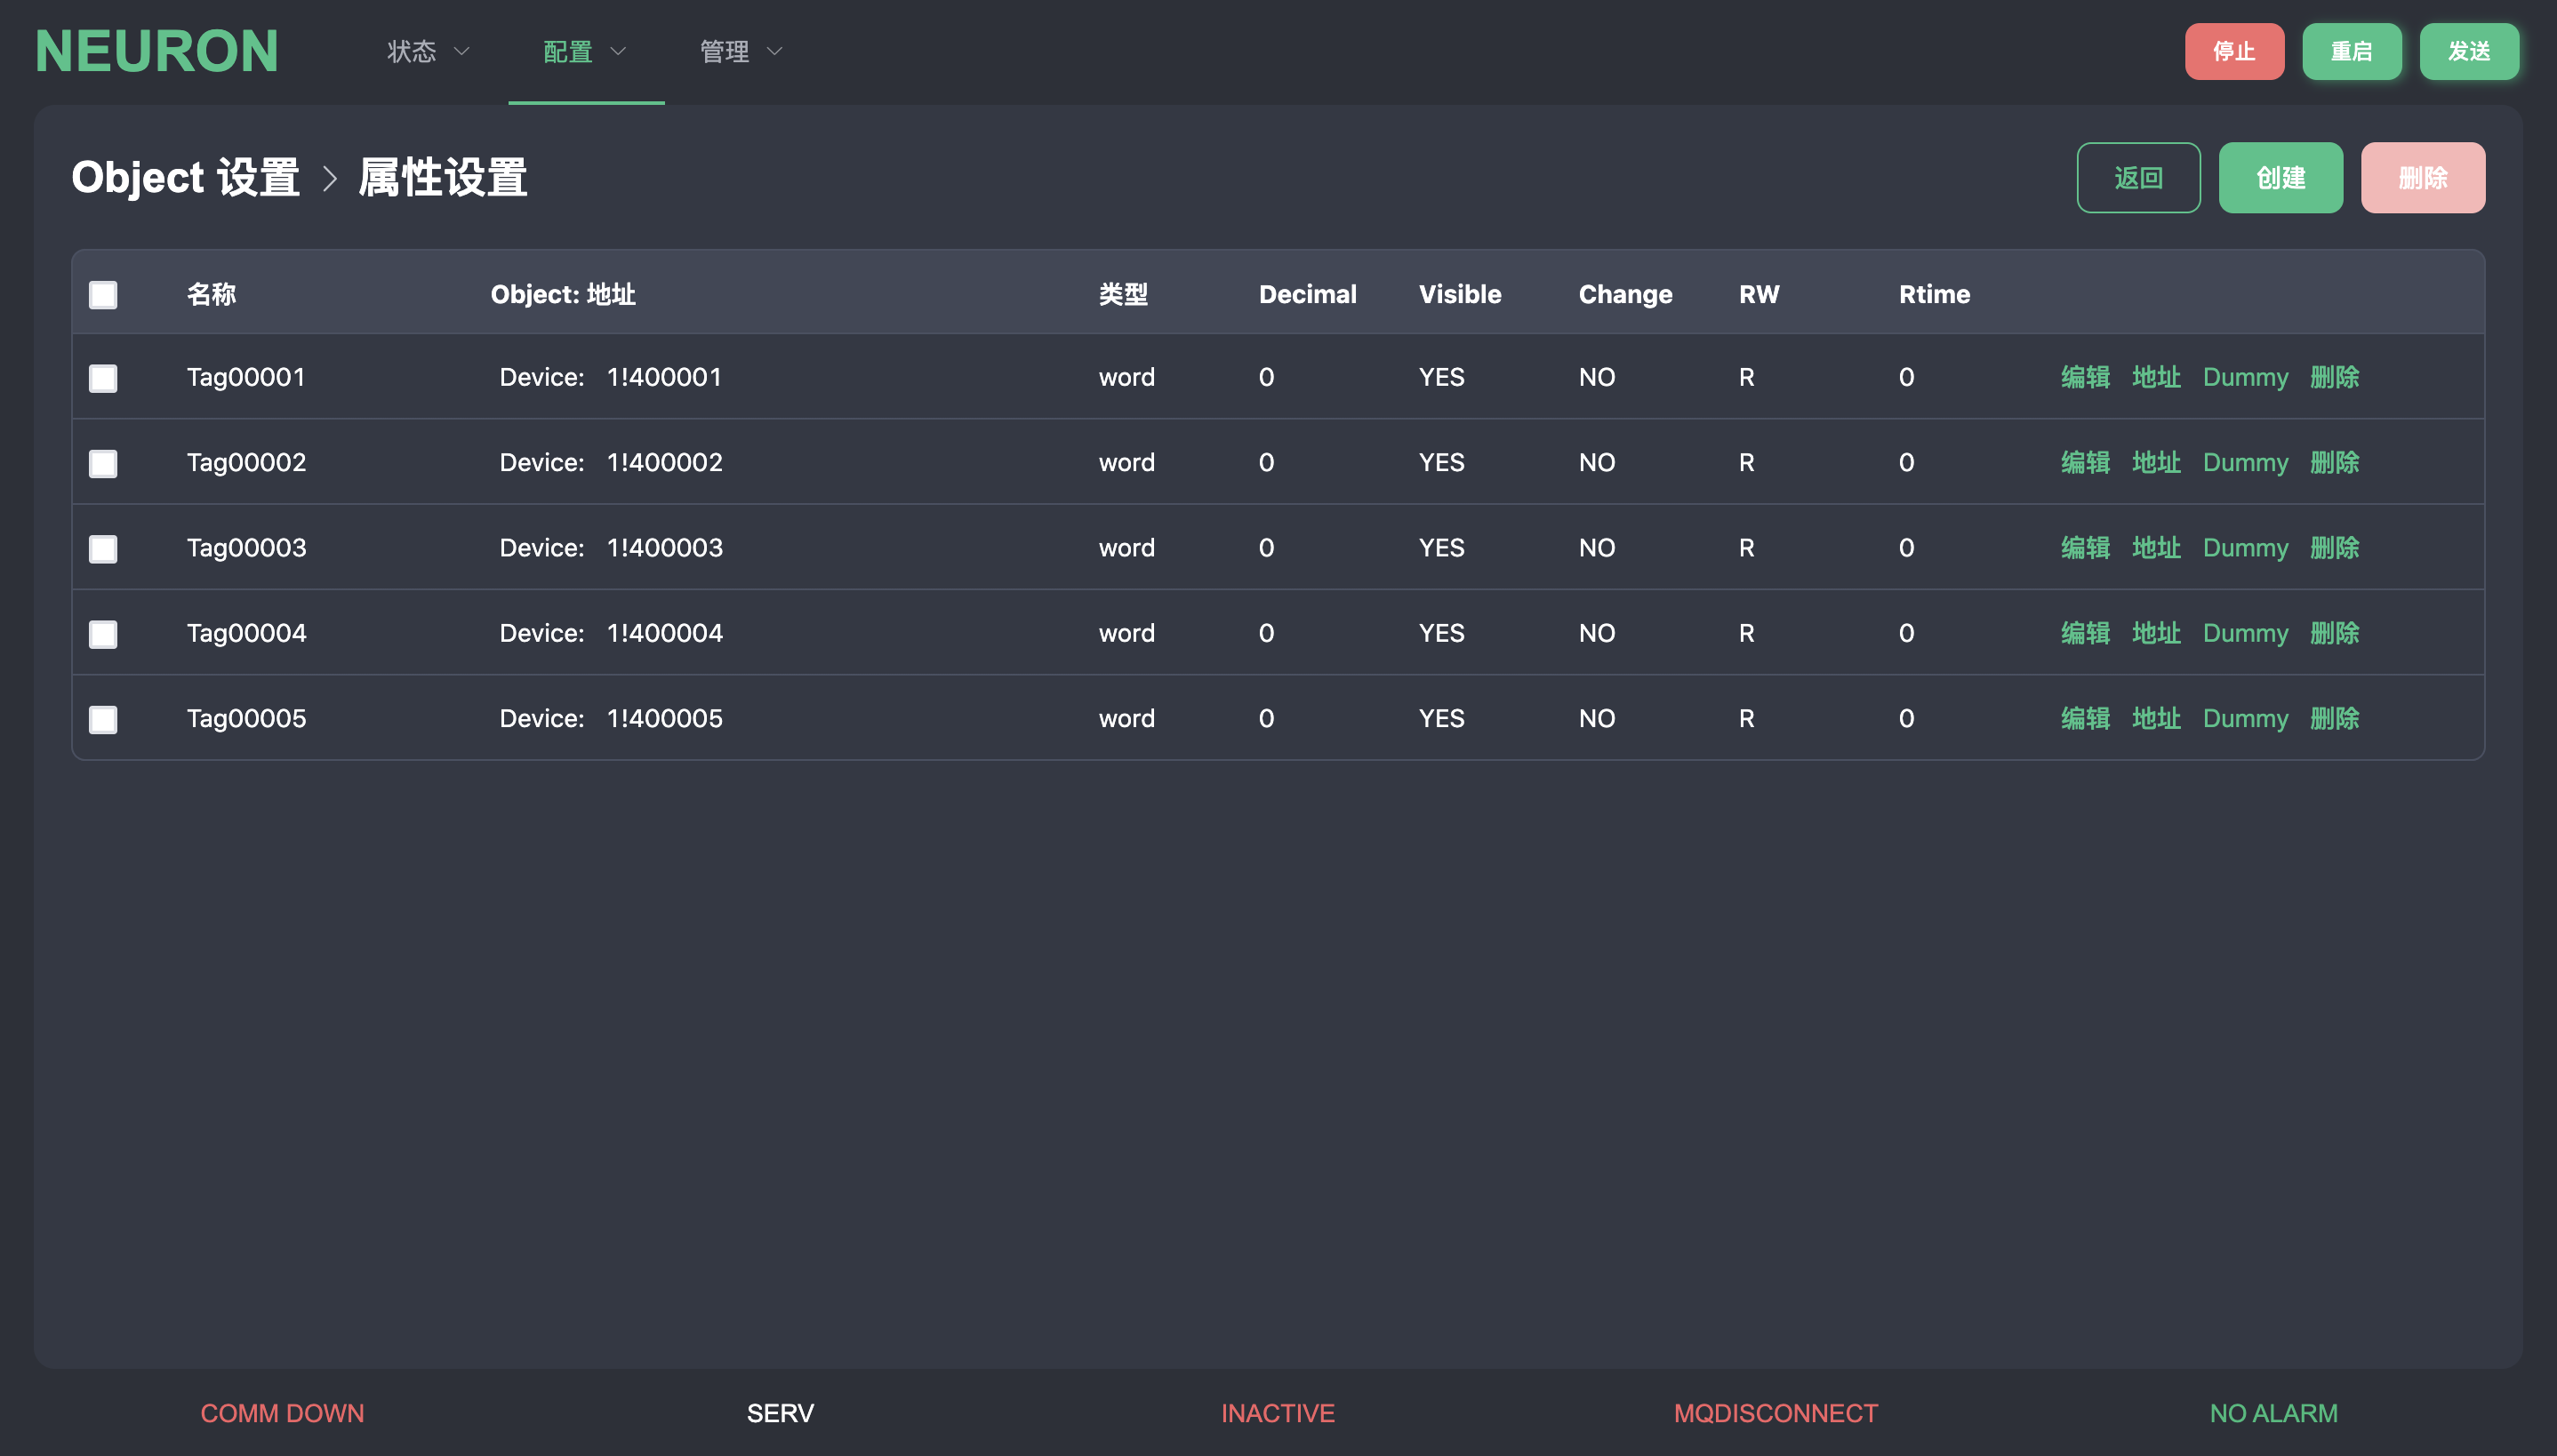 NEURON 状态 配置 管理 停止 重启 发送
Object 设置 > 属性设置 返回 创建 删除
名称 Object: 地址 类型 Decimal Visible Change RW Rtime
Tag00001 Device: 1!400001 word 0 YES NO R 0 编辑 地址 Dummy 删除
Tag00002 Device: 1!400002 word 0 YES NO R 0 编辑 地址 Dummy 删除
Tag00003 Device: 1!400003 word 0 YES NO R 0 编辑 地址 Dummy 删除
Tag00004 Device: 1!400004 word 0 YES NO R 0 编辑 地址 Dummy 删除
Tag00005 Device: 1!400005 word 0 YES NO R 0 编辑 地址 Dummy 删除
COMM DOWN SERV INACTIVE MQDISCONNECT NO ALARM